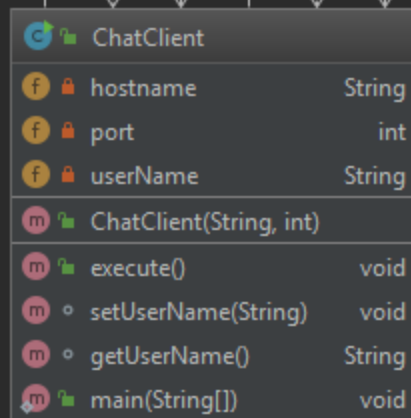 C ChatClient
f hostname String
f port int
f userName String
m ChatClient(String, int)
m execute() void
m setUserName(String) void
m getUserName() String
m main(String[]) void